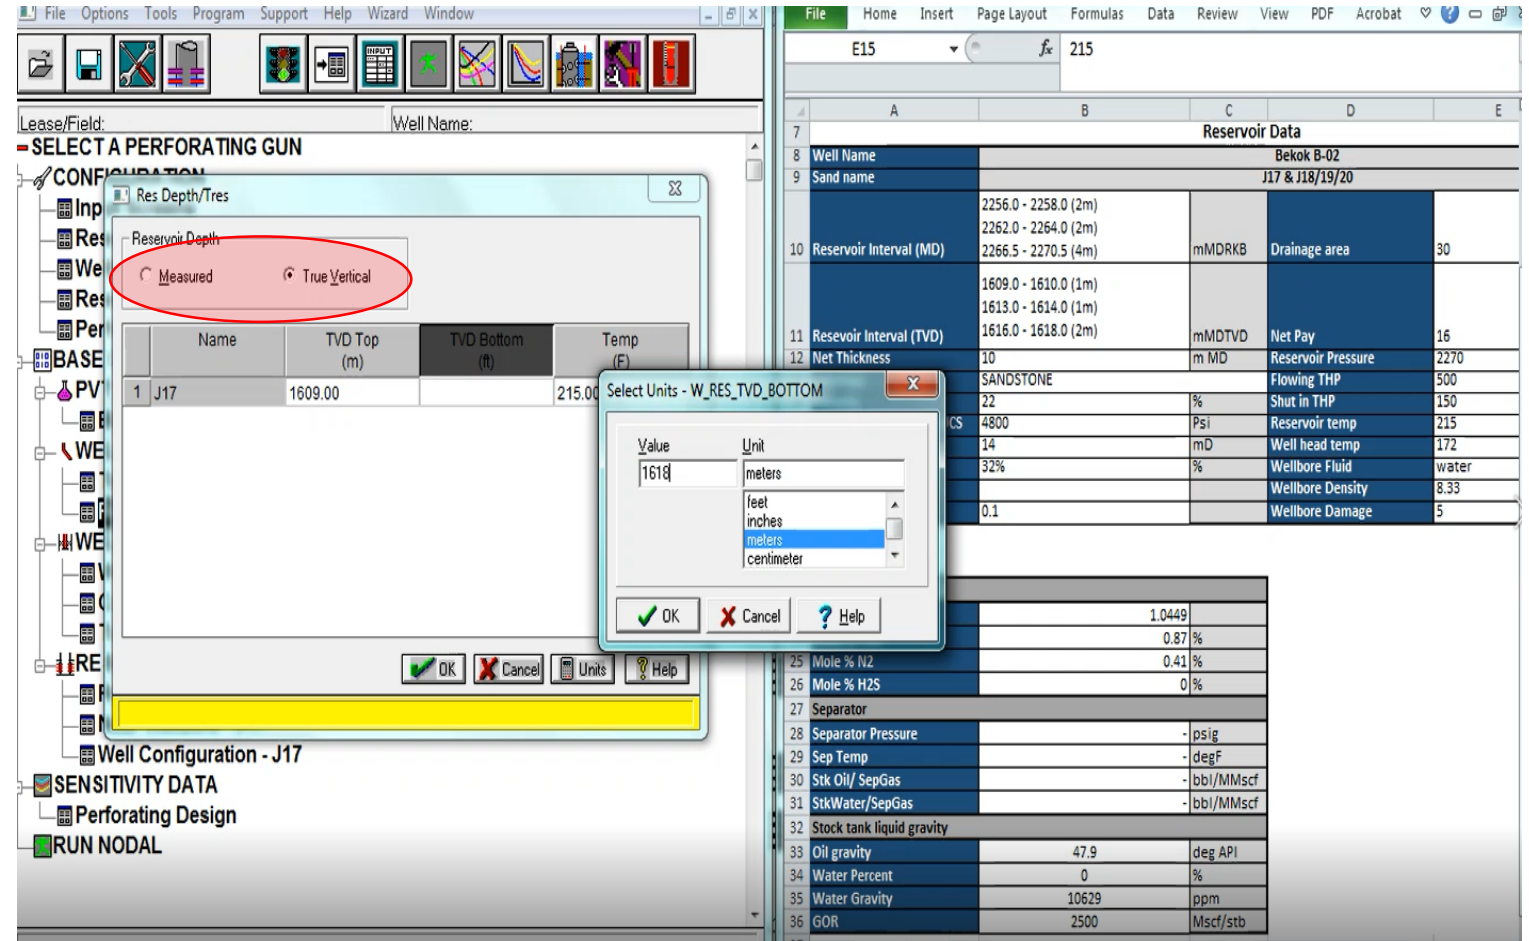 File Options Tools Program Support Help Wizard Window
INPUT
Lease/Field: Well Name:
SELECT A PERFORATING GUN
Res Depth/Tres
Reservoir Depth
Measured True Vertical
Name TVD Top (m) TVD Bottom (ft) Temp (F)
1 J17 1609.00 215.00
OK Cancel Units Help
BASE
PV
WE
WE
RE
Well Configuration - J17
SENSITIVITY DATA
Perforating Design
RUN NODAL
Select Units - W_RES_TVD_BOTTOM
Value Unit
1618 meters
feet
inches
meters
centimeter
OK Cancel Help
File Home Insert Page Layout Formulas Data Review View PDF Acrobat
E15 fx 215
A B C D E
7 Reservoir Data
8 Well Name Bekok B-02
9 Sand name J17 & J18/19/20
2256.0 - 2258.0 (2m)
2262.0 - 2264.0 (2m)
10 Reservoir Interval (MD) 2266.5 - 2270.5 (4m) mMDRKB Drainage area 30
1609.0 - 1610.0 (1m)
1613.0 - 1614.0 (1m)
1616.0 - 1618.0 (2m)
11 Resevoir Interval (TVD) mMDTVD Net Pay 16
12 Net Thickness 10 m MD Reservoir Pressure 2270
SANDSTONE Flowing THP 500
22 % Shut in THP 150
CS 4800 Psi Reservoir temp 215
14 mD Well head temp 172
32% % Wellbore Fluid water
Wellbore Density 8.33
0.1 Wellbore Damage 5
1.0449
0.87 %
25 Mole % N2 0.41 %
26 Mole % H2S 0 %
27 Separator
28 Separator Pressure - psig
29 Sep Temp - degF
30 Stk Oil/ SepGas - bbl/MMscf
31 StkWater/SepGas - bbl/MMscf
32 Stock tank liquid gravity
33 Oil gravity 47.9 deg API
34 Water Percent 0 %
35 Water Gravity 10629 ppm
36 GOR 2500 Mscf/stb